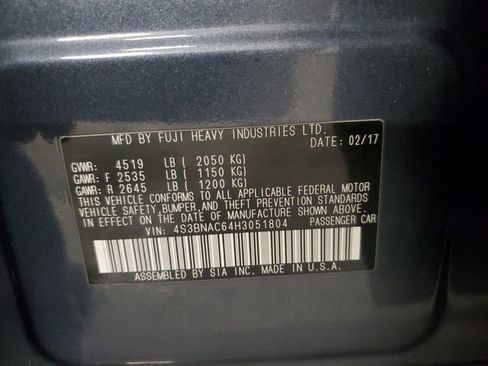 MFD BY FUJI HEAVY INDUSTRIES LTD.
DATE: 02/17
GVWR: 4519 LB ( 2050 KG)
GAWR: F 2535 LB ( 1150 KG)
GAWR: R 2645 LB ( 1200 KG)
THIS VEHICLE CONFORMS TO ALL APPLICABLE FEDERAL MOTOR
VEHICLE SAFETY, BUMPER, AND THEFT PREVENTION STANDARDS
IN EFFECT ON THE DATE OF MANUFACTURE SHOWN ABOVE.
VIN: 4S3BNAC64H3051804 PASSENGER CAR
ASSEMBLED BY SIA INC. MADE IN U.S.A.